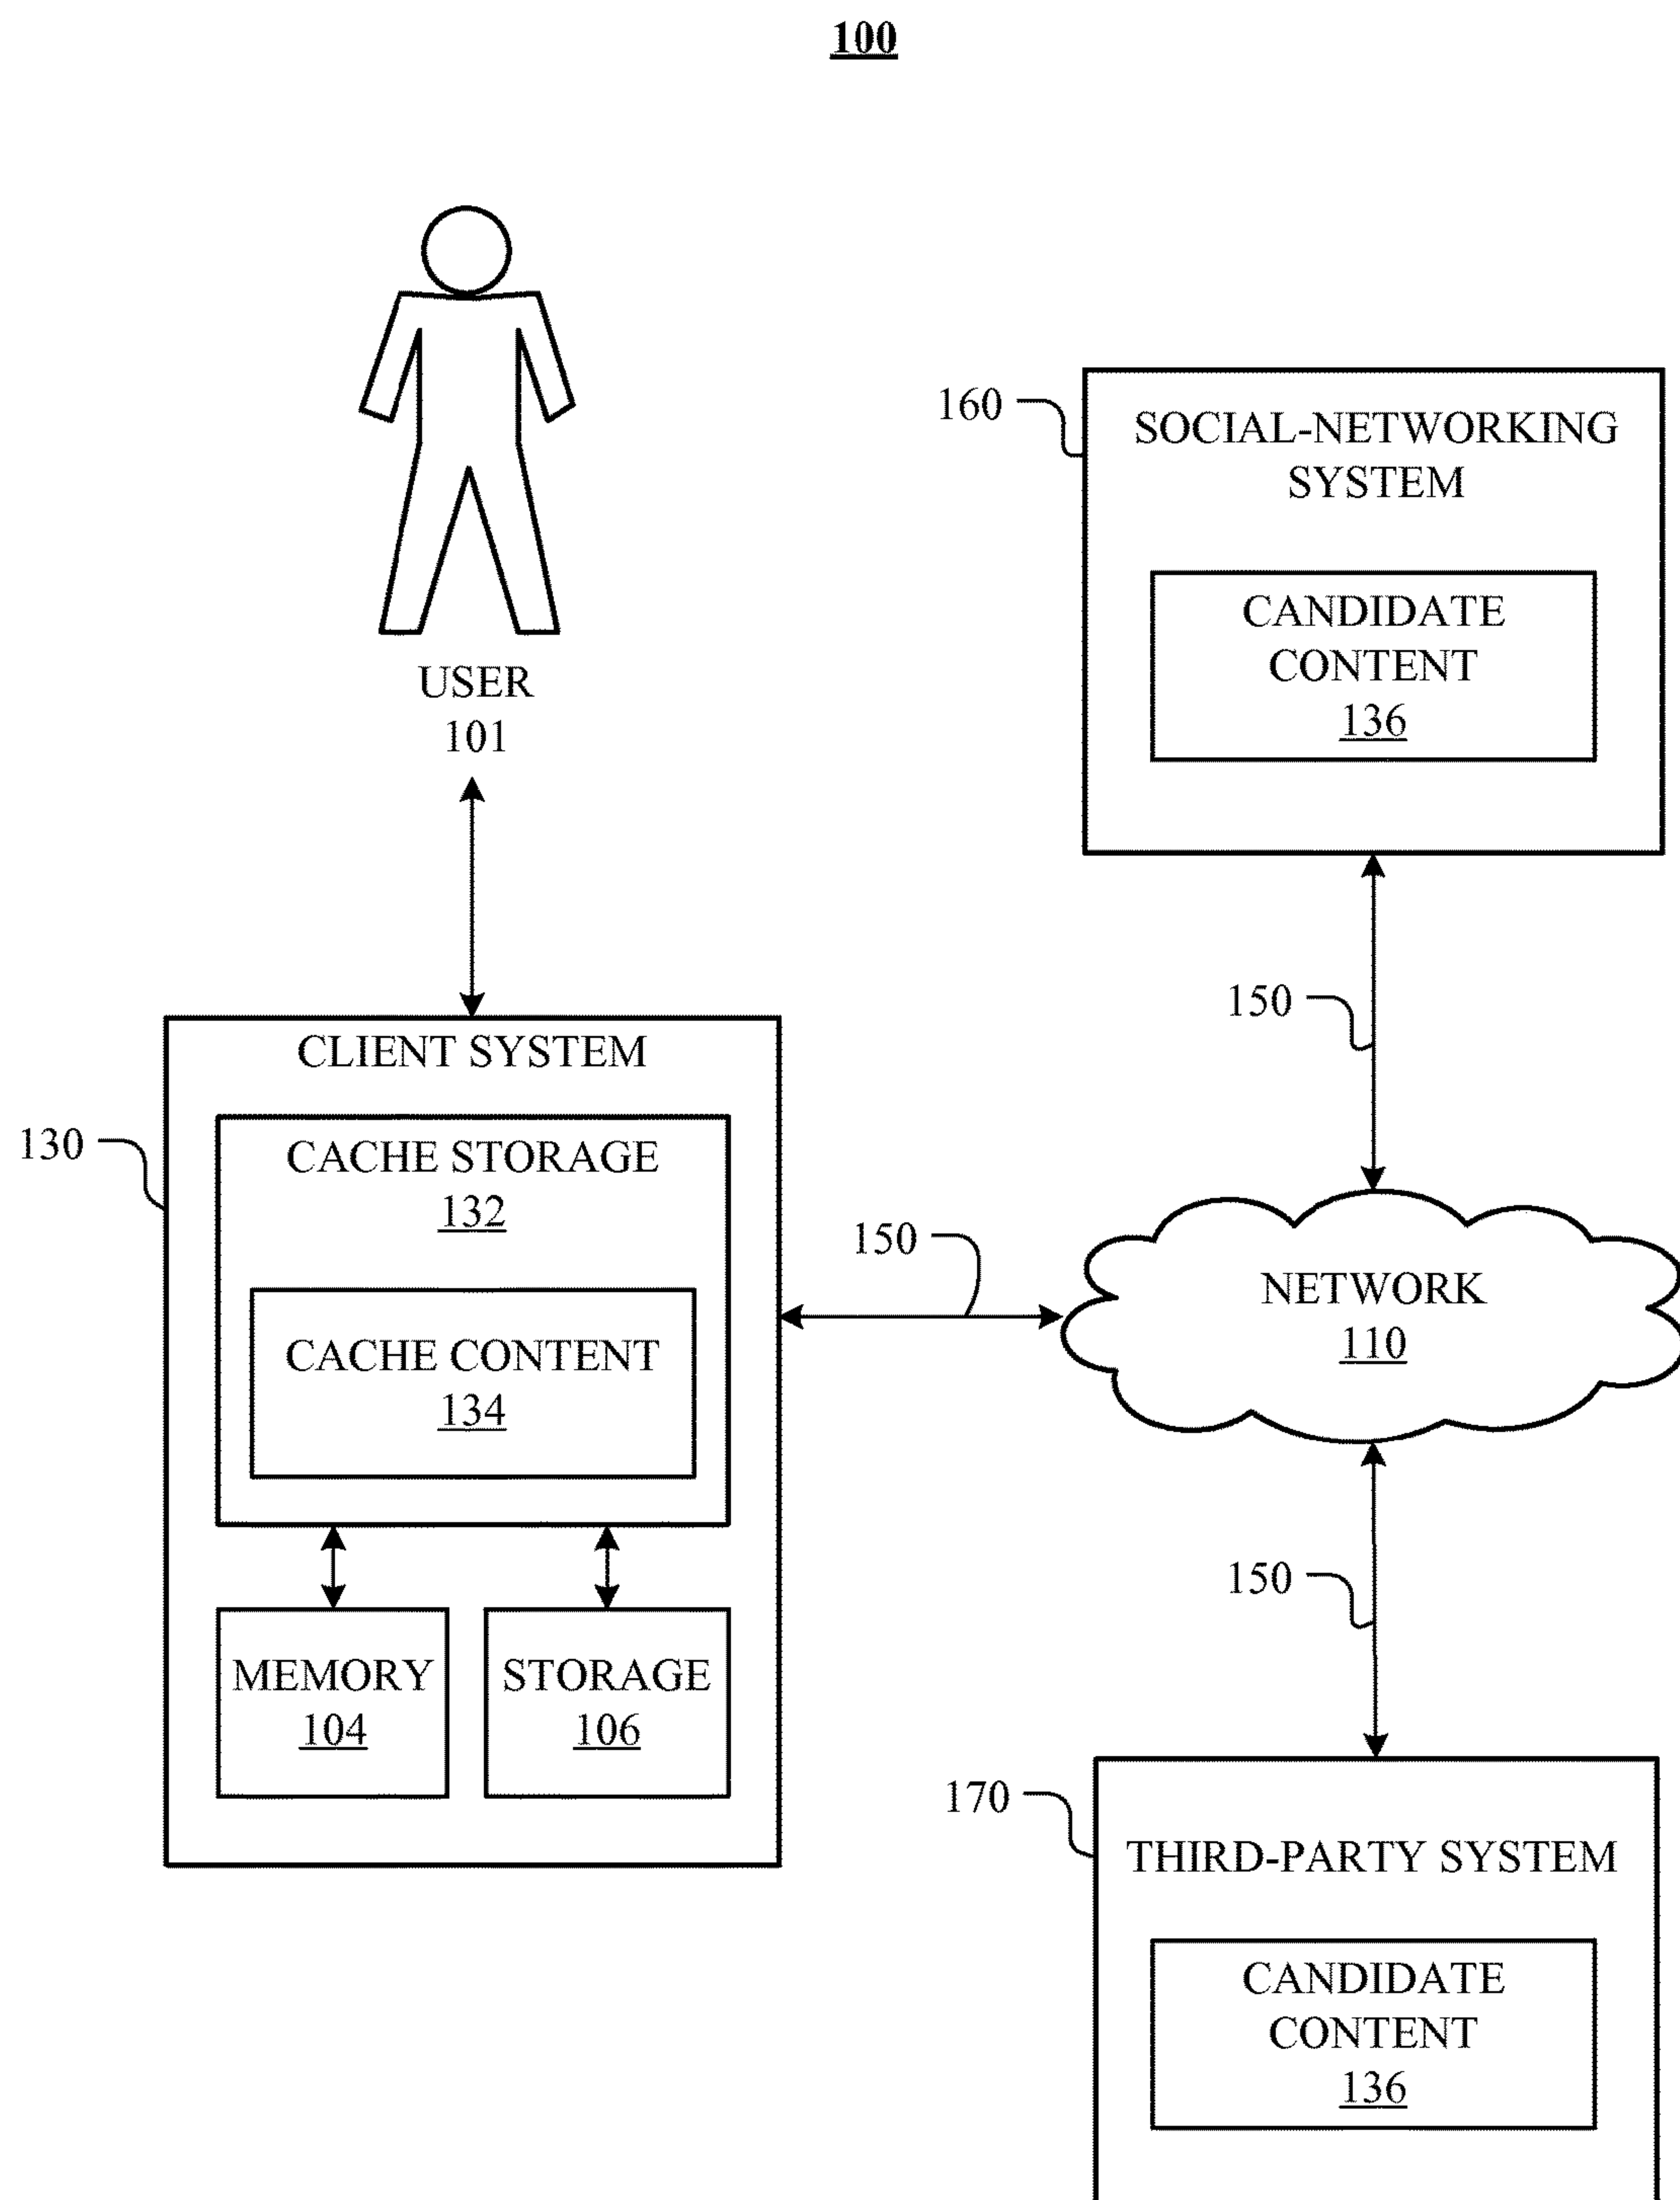 100
USER
101
160
SOCIAL-NETWORKING
SYSTEM
CANDIDATE
CONTENT
136
150
CLIENT SYSTEM
130
CACHE STORAGE
132
CACHE CONTENT
134
MEMORY
104
STORAGE
106
150
NETWORK
110
150
170
THIRD-PARTY SYSTEM
CANDIDATE
CONTENT
136